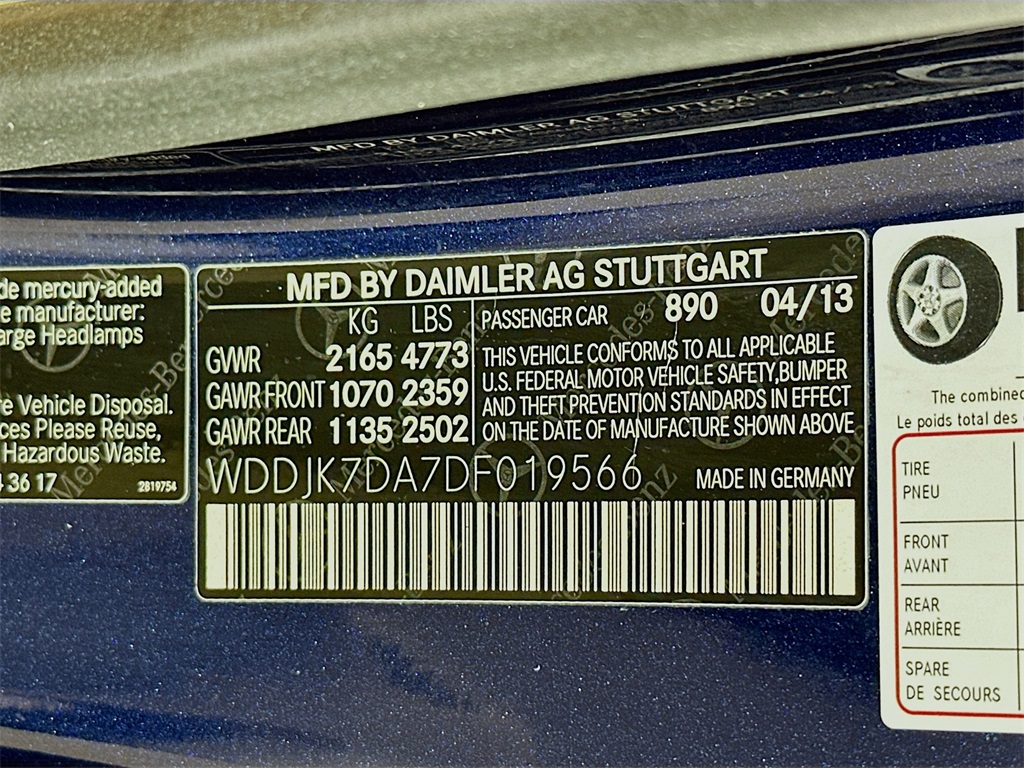 de mercury-added
e manufacturer:
arge Headlamps
re Vehicle Disposal.
ces Please Reuse,
Hazardous Waste.
3617
2819754
MFD BY DAIMLER AG STUTTGART
KG LBS
GVWR 2165 4773
GAWR FRONT 1070 2359
GAWR REAR 1135 2502
PASSENGER CAR 890 04/13
THIS VEHICLE CONFORMS TO ALL APPLICABLE
U.S. FEDERAL MOTOR VEHICLE SAFETY,BUMPER
AND THEFT PREVENTION STANDARDS IN EFFECT
ON THE DATE OF MANUFACTURE SHOWN ABOVE
WDDJK7DA7DF019566 MADE IN GERMANY
The combined
Le poids total des
TIRE
PNEU
FRONT
AVANT
REAR
ARRIÈRE
SPARE
DE SECOURS